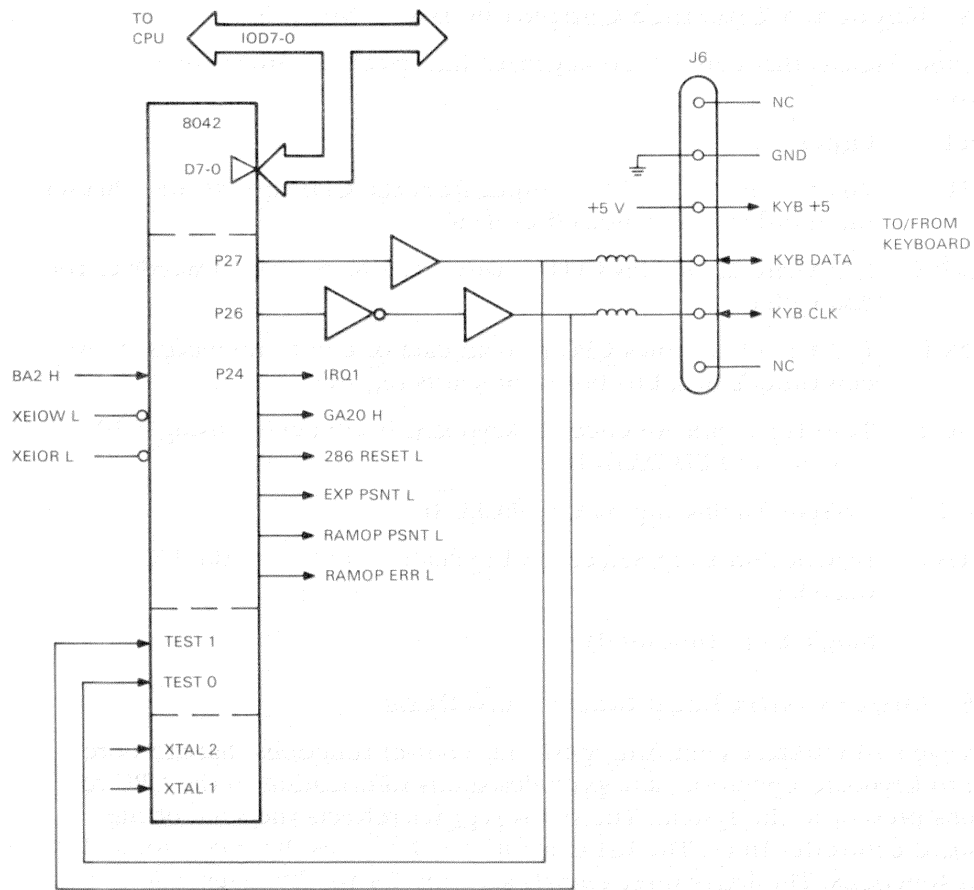 TO
CPU
IOD7-0
J6
NC
8042
D7-0
GND
+5 V
KYB +5
TO/FROM
KEYBOARD
P27
KYB DATA
P26
KYB CLK
BA2 H
P24
IRQ1
NC
XEIOW L
GA20 H
XEIOR L
286 RESET L
EXP PSNT L
RAMOP PSNT L
RAMOP ERR L
TEST 1
TEST 0
XTAL 2
XTAL 1